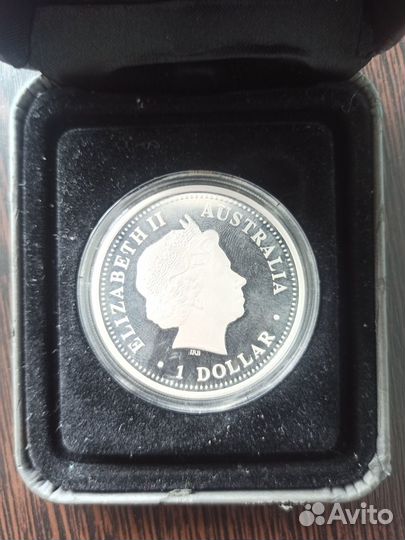 ELIZABETH II AUSTRALIA
IRB
• 1 DOLLAR •
Avito